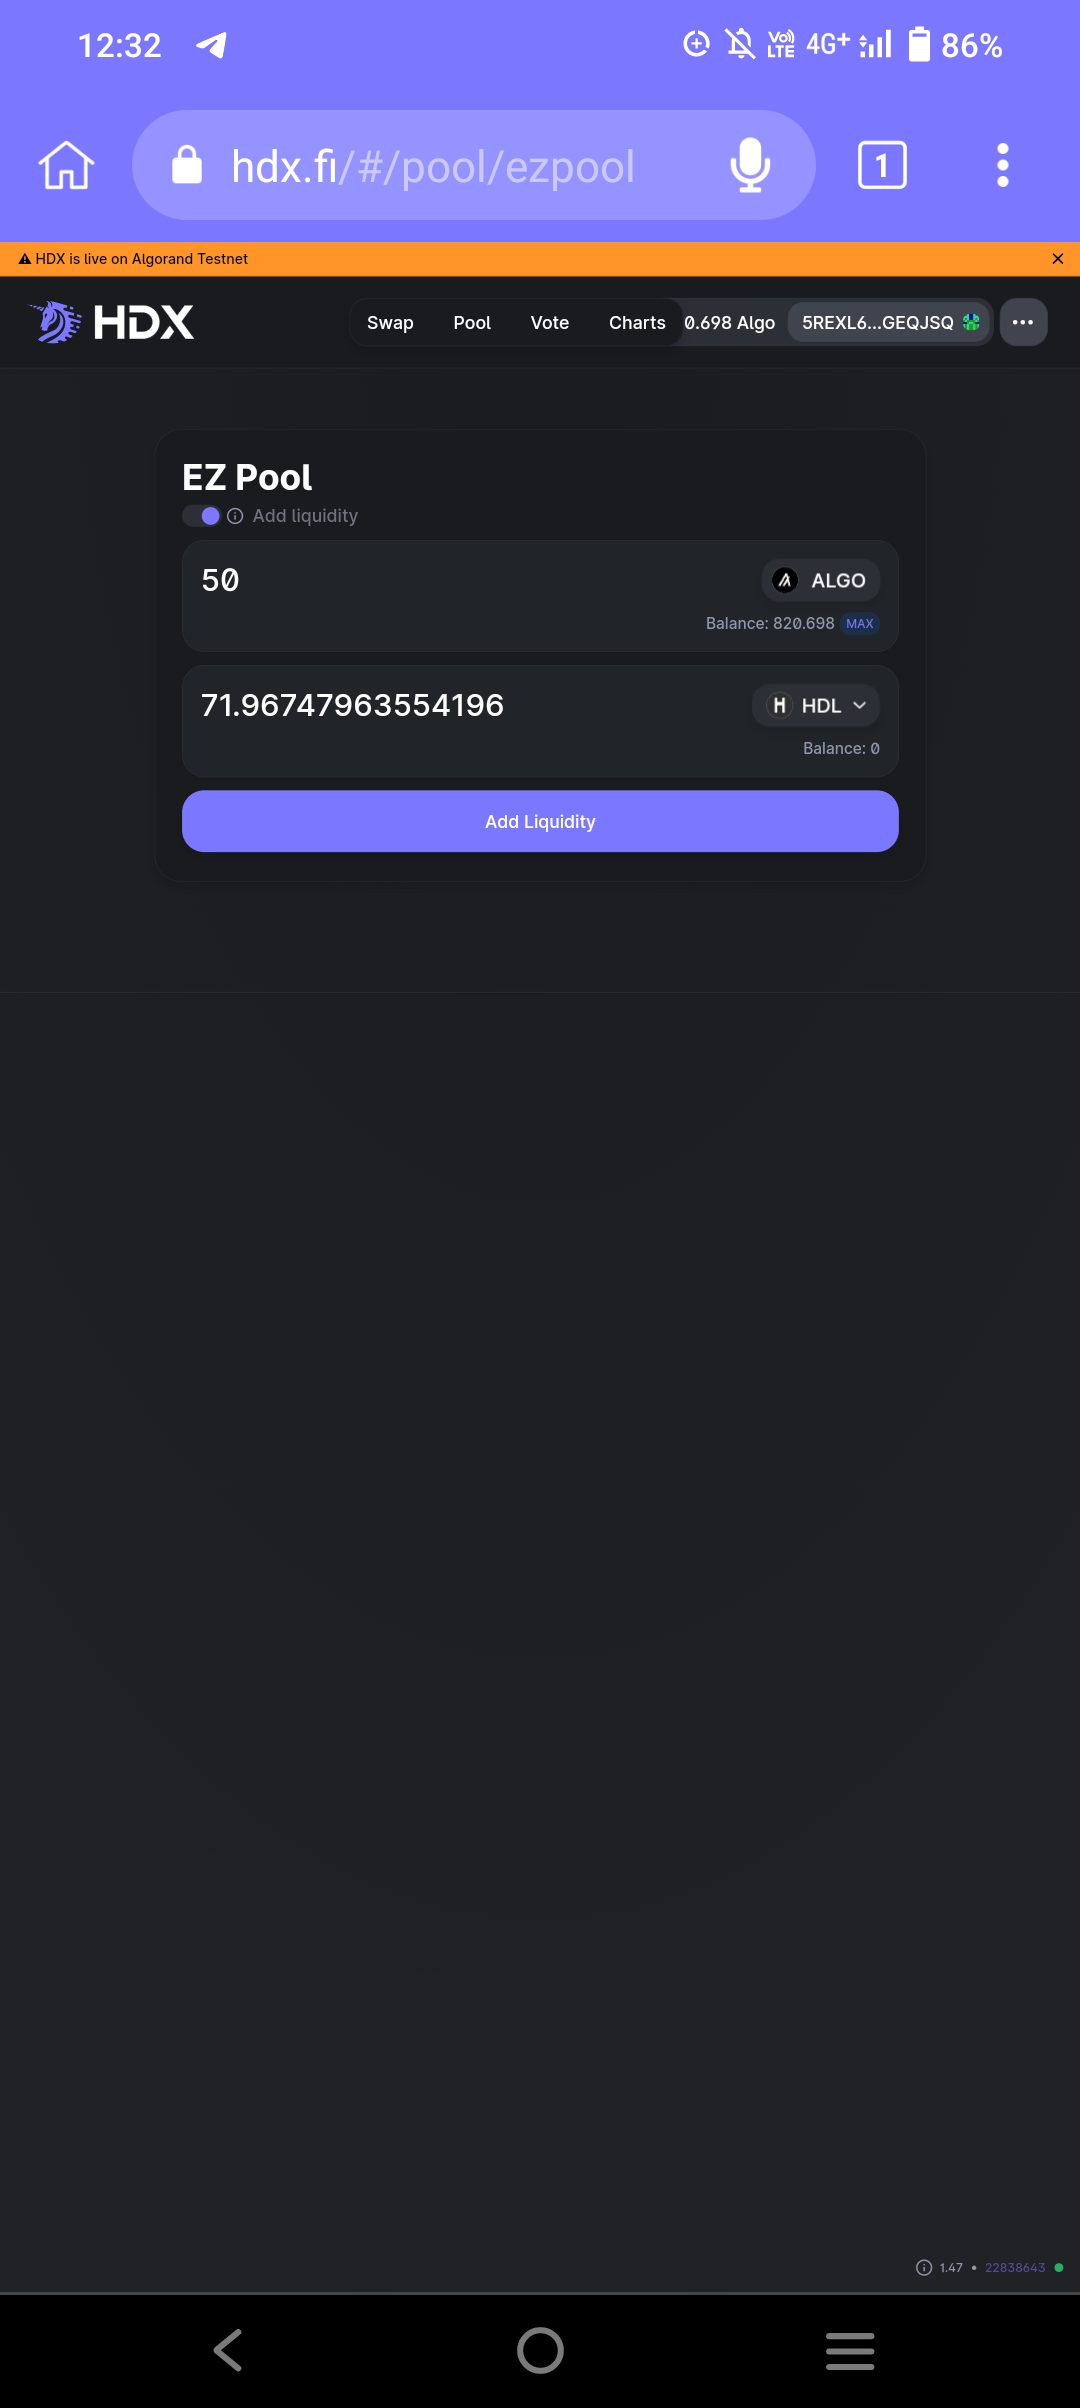 12:32
VoLTE 4G+ 86%
hdx.fi/#/pool/ezpool
1
HDX is live on Algorand Testnet
HDX
Swap Pool Vote Charts 0.698 Algo 5REXL6...GEQJSQ
EZ Pool
Add liquidity
50 ALGO
Balance: 820.698 MAX
71.96747963554196 H HDL
Balance: 0
Add Liquidity
1.47 • 22838643